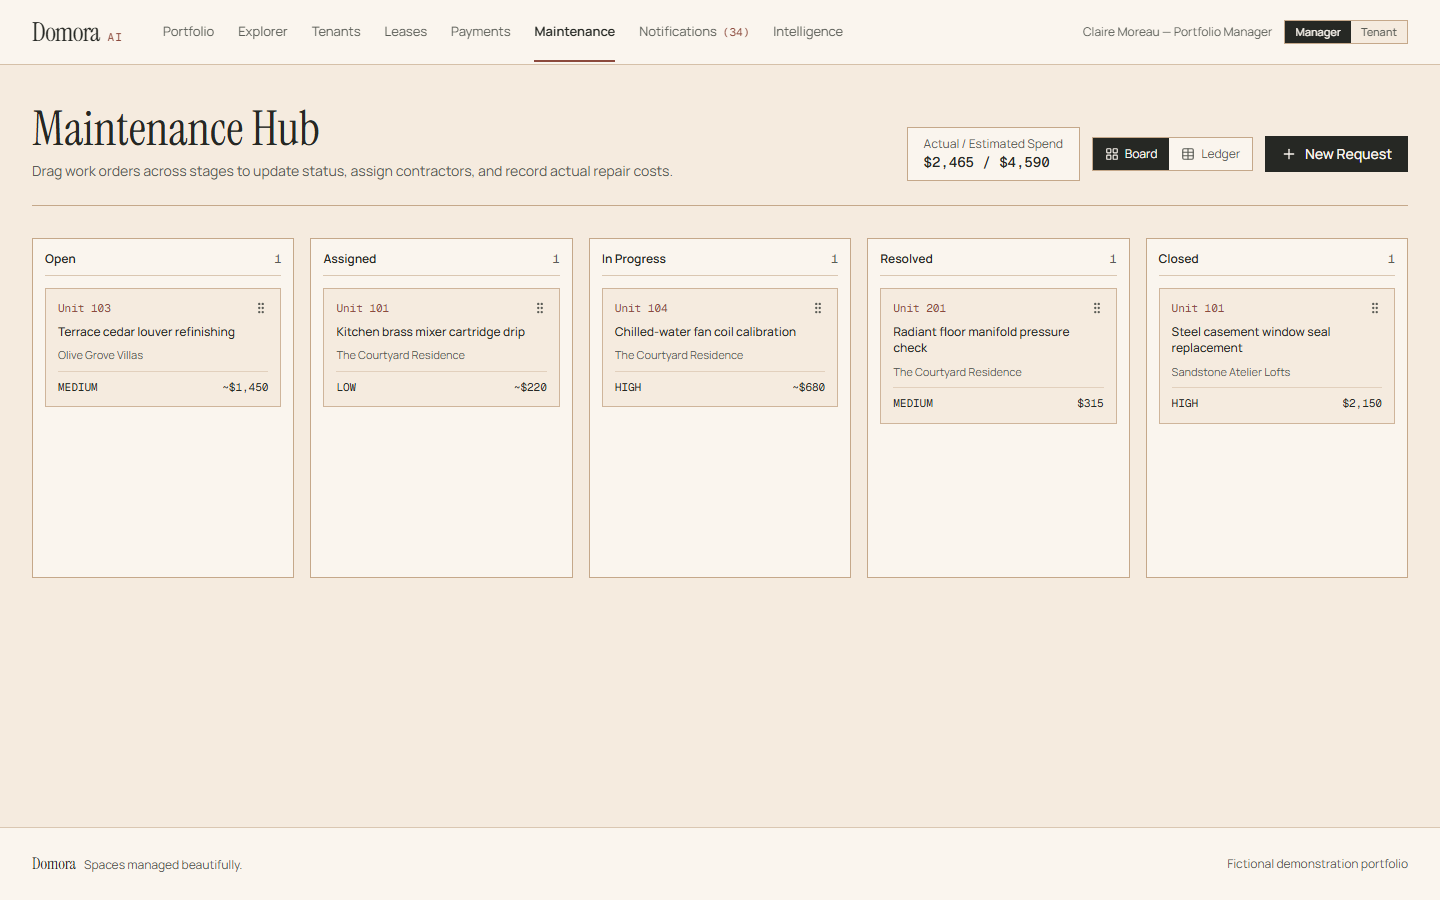 Domora AI
Portfolio
Explorer
Tenants
Leases
Payments
Maintenance
Notifications (34)
Intelligence
Claire Moreau — Portfolio Manager
Manager
Tenant
Maintenance Hub
Drag work orders across stages to update status, assign contractors, and record actual repair costs.
Actual / Estimated Spend
$2,465 / $4,590
Board
Ledger
New Request
Open 1
Unit 103
Terrace cedar louver refinishing
Olive Grove Villas
MEDIUM ~$1,450
Assigned 1
Unit 101
Kitchen brass mixer cartridge drip
The Courtyard Residence
LOW ~$220
In Progress 1
Unit 104
Chilled-water fan coil calibration
The Courtyard Residence
HIGH ~$680
Resolved 1
Unit 201
Radiant floor manifold pressure
check
The Courtyard Residence
MEDIUM $315
Closed 1
Unit 101
Steel casement window seal
replacement
Sandstone Atelier Lofts
HIGH $2,150
Domora Spaces managed beautifully.
Fictional demonstration portfolio